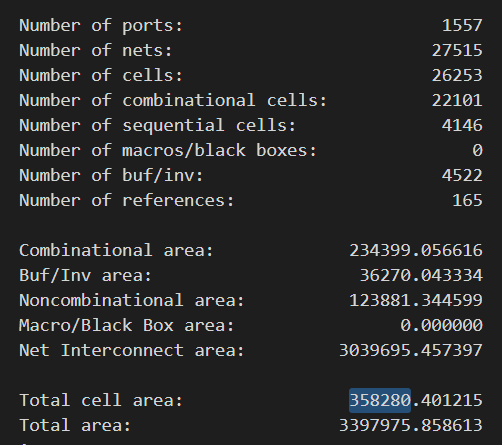 Number of ports: 1557
Number of nets: 27515
Number of cells: 26253
Number of combinational cells: 22101
Number of sequential cells: 4146
Number of macros/black boxes: 0
Number of buf/inv: 4522
Number of references: 165
Combinational area: 234399.056616
Buf/Inv area: 36270.043334
Noncombinational area: 123881.344599
Macro/Black Box area: 0.000000
Net Interconnect area: 3039695.457397
Total cell area: 358280.401215
Total area: 3397975.858613